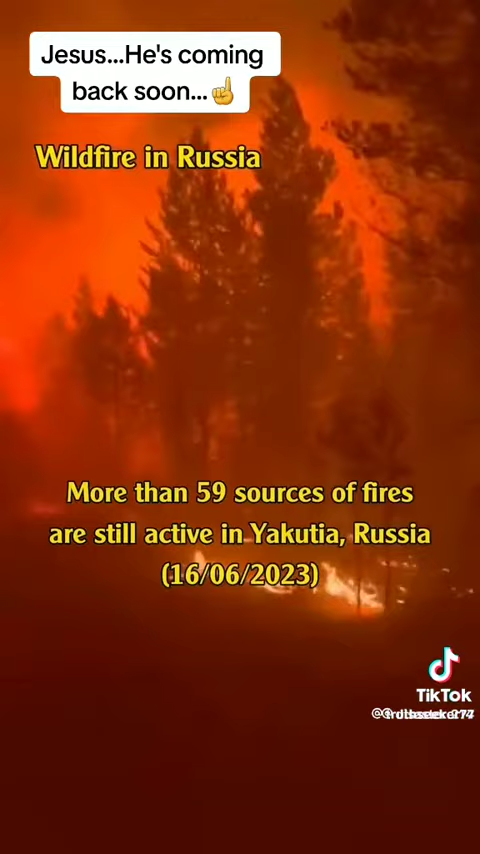 Jesus...He's coming
back soon...☝️
Wildfire in Russia
More than 59 sources of fires
are still active in Yakutia, Russia
(16/06/2023)
TikTok